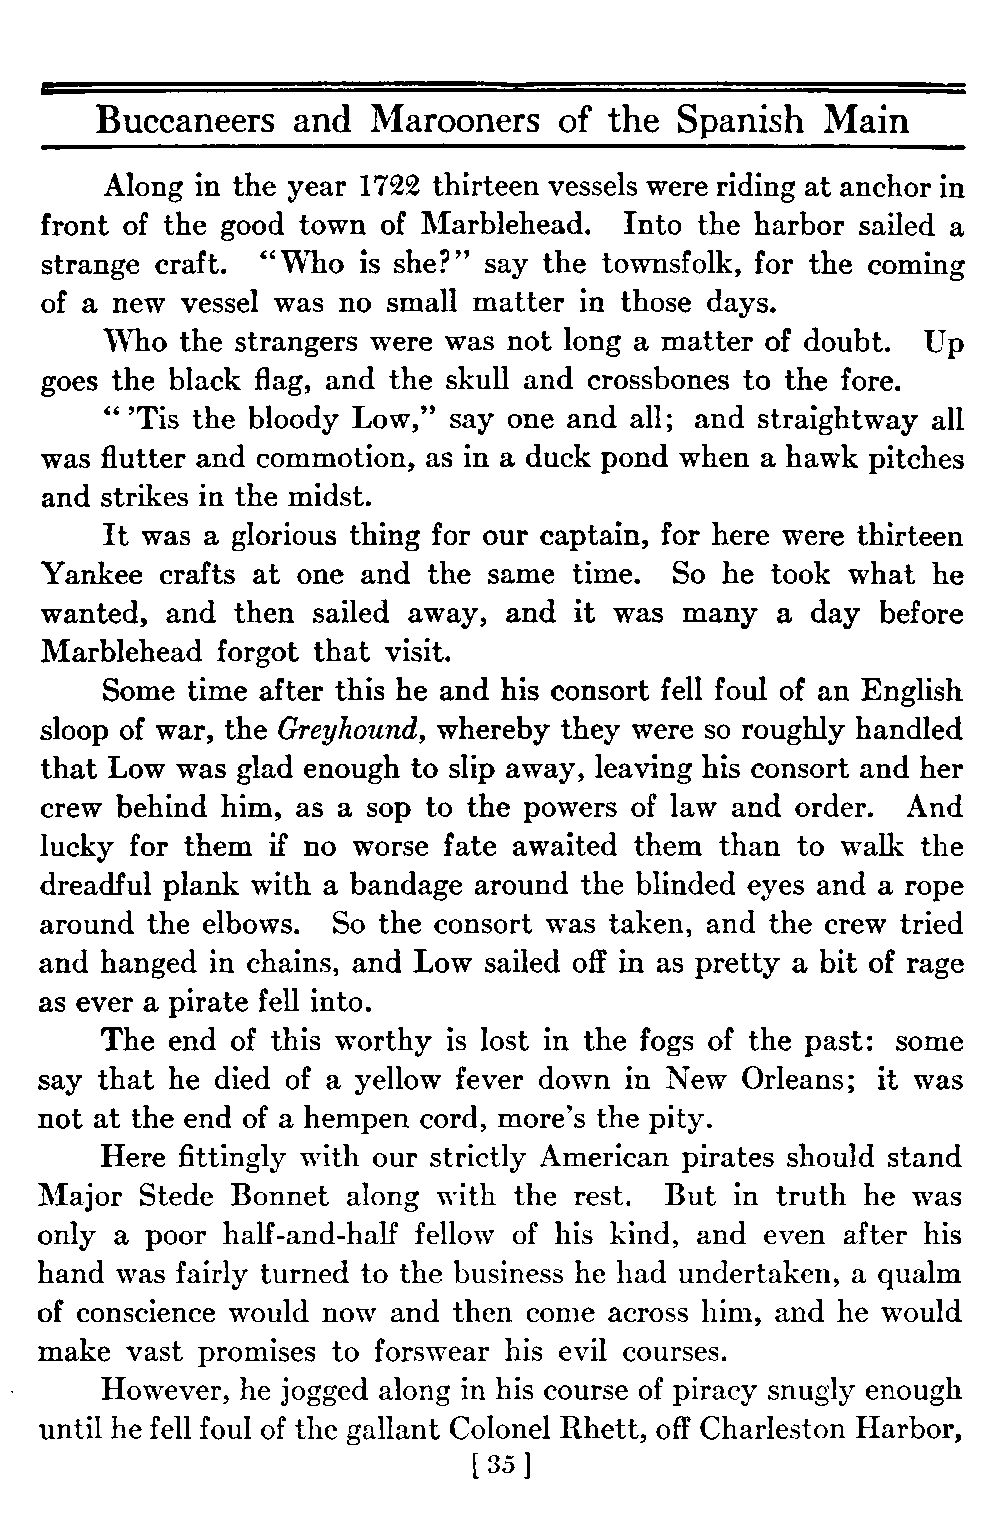 Buccaneers and Marooners of the Spanish Main
Along in the year 1722 thirteen vessels were riding at anchor in
front of the good town of Marblehead. Into the harbor sailed a
strange craft. “Who is she?” say the townsfolk, for the coming
of a new vessel was no small matter in those days.
Who the strangers were was not long a matter of doubt. Up
goes the black flag, and the skull and crossbones to the fore.
“ ’Tis the bloody Low,” say one and all; and straightway all
was flutter and commotion, as in a duck pond when a hawk pitches
and strikes in the midst.
It was a glorious thing for our captain, for here were thirteen
Yankee crafts at one and the same time. So he took what he
wanted, and then sailed away, and it was many a day before
Marblehead forgot that visit.
Some time after this he and his consort fell foul of an English
sloop of war, the Greyhound, whereby they were so roughly handled
that Low was glad enough to slip away, leaving his consort and her
crew behind him, as a sop to the powers of law and order. And
lucky for them if no worse fate awaited them than to walk the
dreadful plank with a bandage around the blinded eyes and a rope
around the elbows. So the consort was taken, and the crew tried
and hanged in chains, and Low sailed off in as pretty a bit of rage
as ever a pirate fell into.
The end of this worthy is lost in the fogs of the past: some
say that he died of a yellow fever down in New Orleans; it was
not at the end of a hempen cord, more’s the pity.
Here fittingly with our strictly American pirates should stand
Major Stede Bonnet along with the rest. But in truth he was
only a poor half-and-half fellow of his kind, and even after his
hand was fairly turned to the business he had undertaken, a qualm
of conscience would now and then come across him, and he would
make vast promises to forswear his evil courses.
However, he jogged along in his course of piracy snugly enough
until he fell foul of the gallant Colonel Rhett, off Charleston Harbor,
[ 35 ]